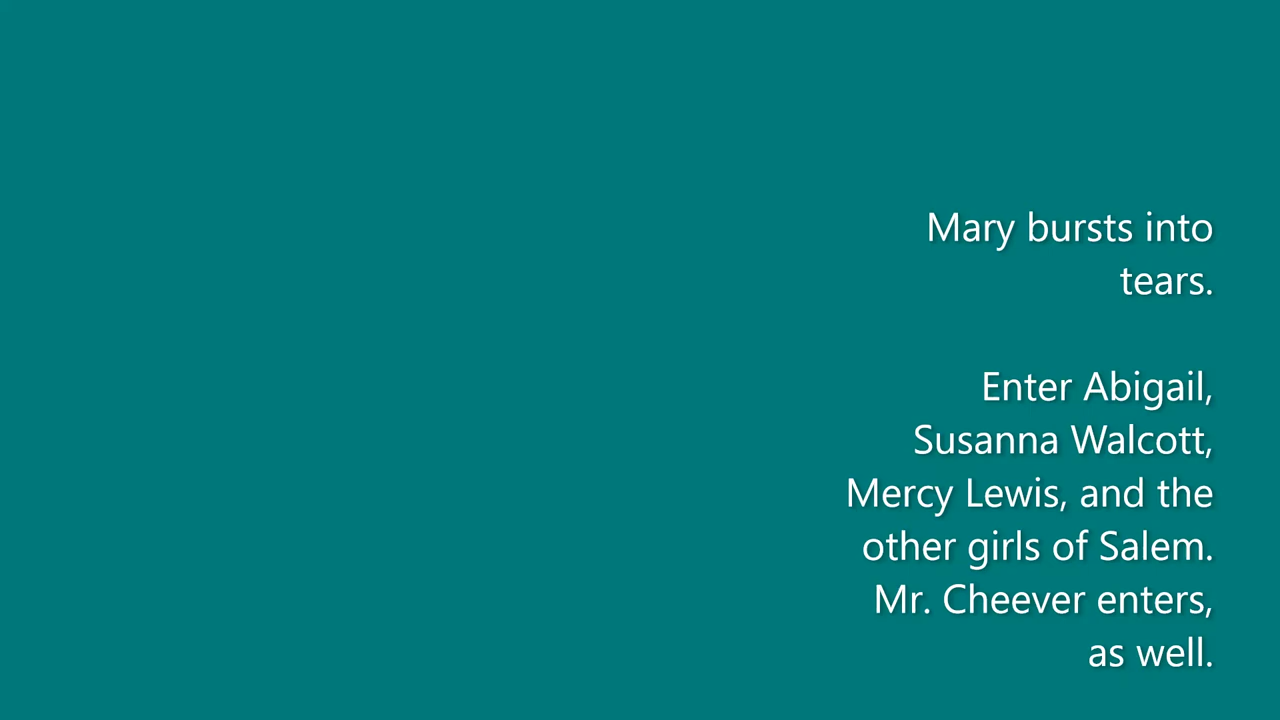 Mary bursts into
tears.
Enter Abigail,
Susanna Walcott,
Mercy Lewis, and the
other girls of Salem.
Mr. Cheever enters,
as well.